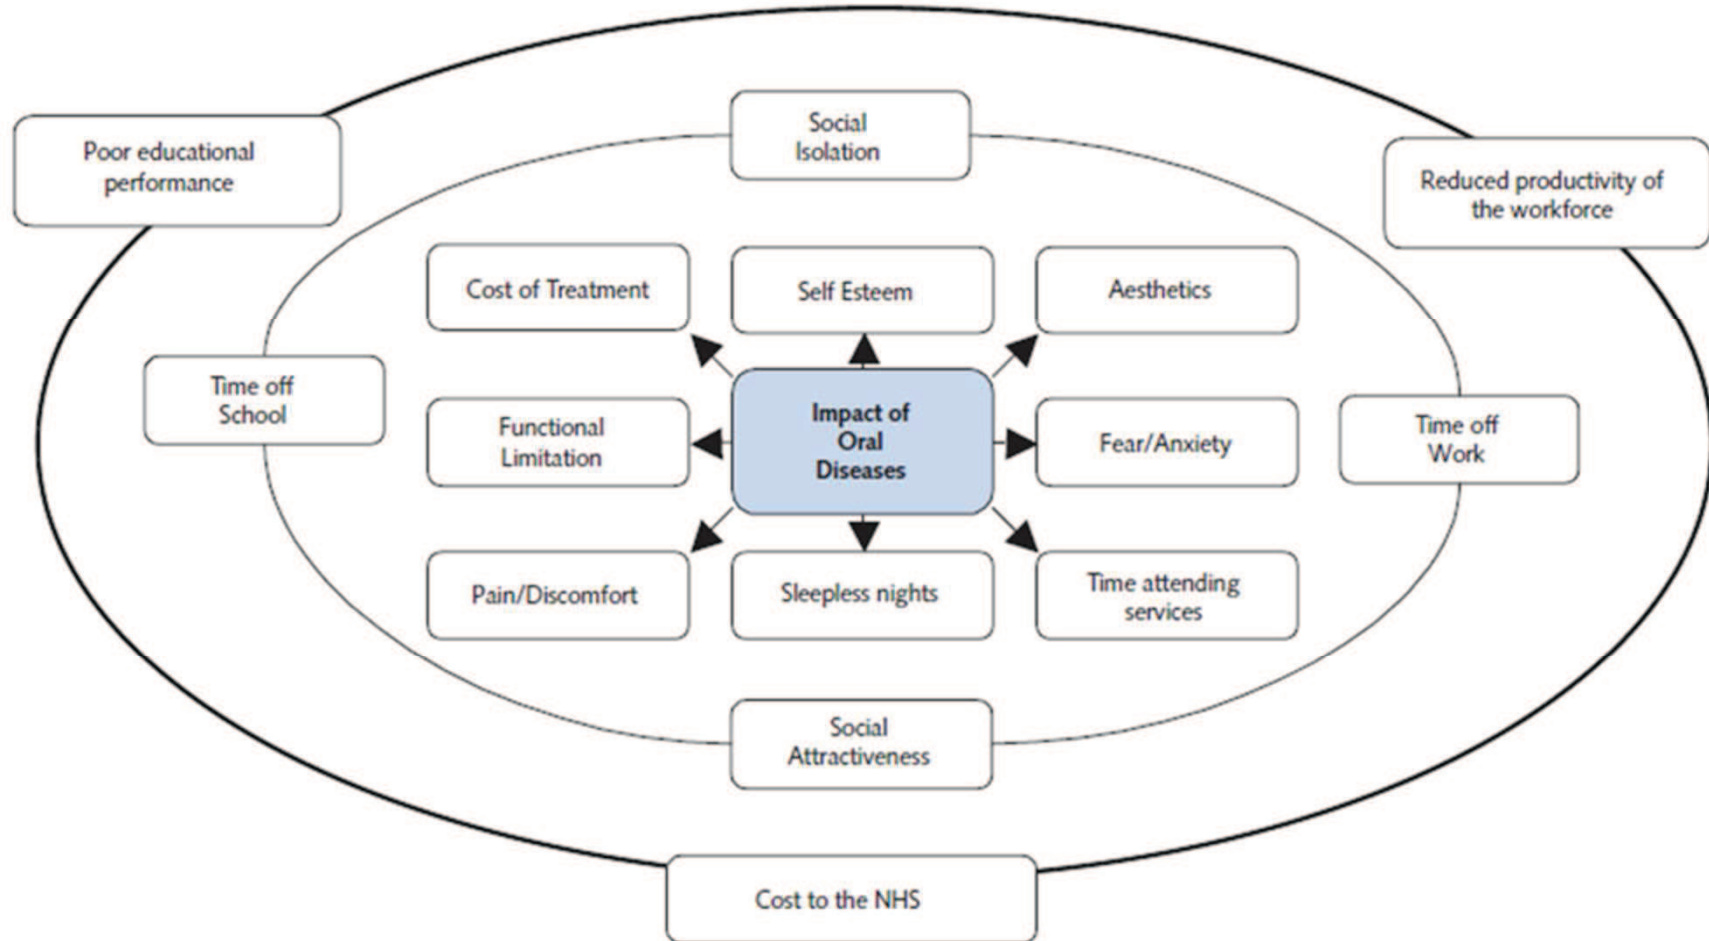 Social
Isolation
Poor educational
performance
Reduced productivity of
the workforce
Cost of Treatment
Self Esteem
Aesthetics
Time off
School
Functional
Limitation
Impact of
Oral
Diseases
Fear/Anxiety
Time off
Work
Pain/Discomfort
Sleepless nights
Time attending
services
Social
Attractiveness
Cost to the NHS